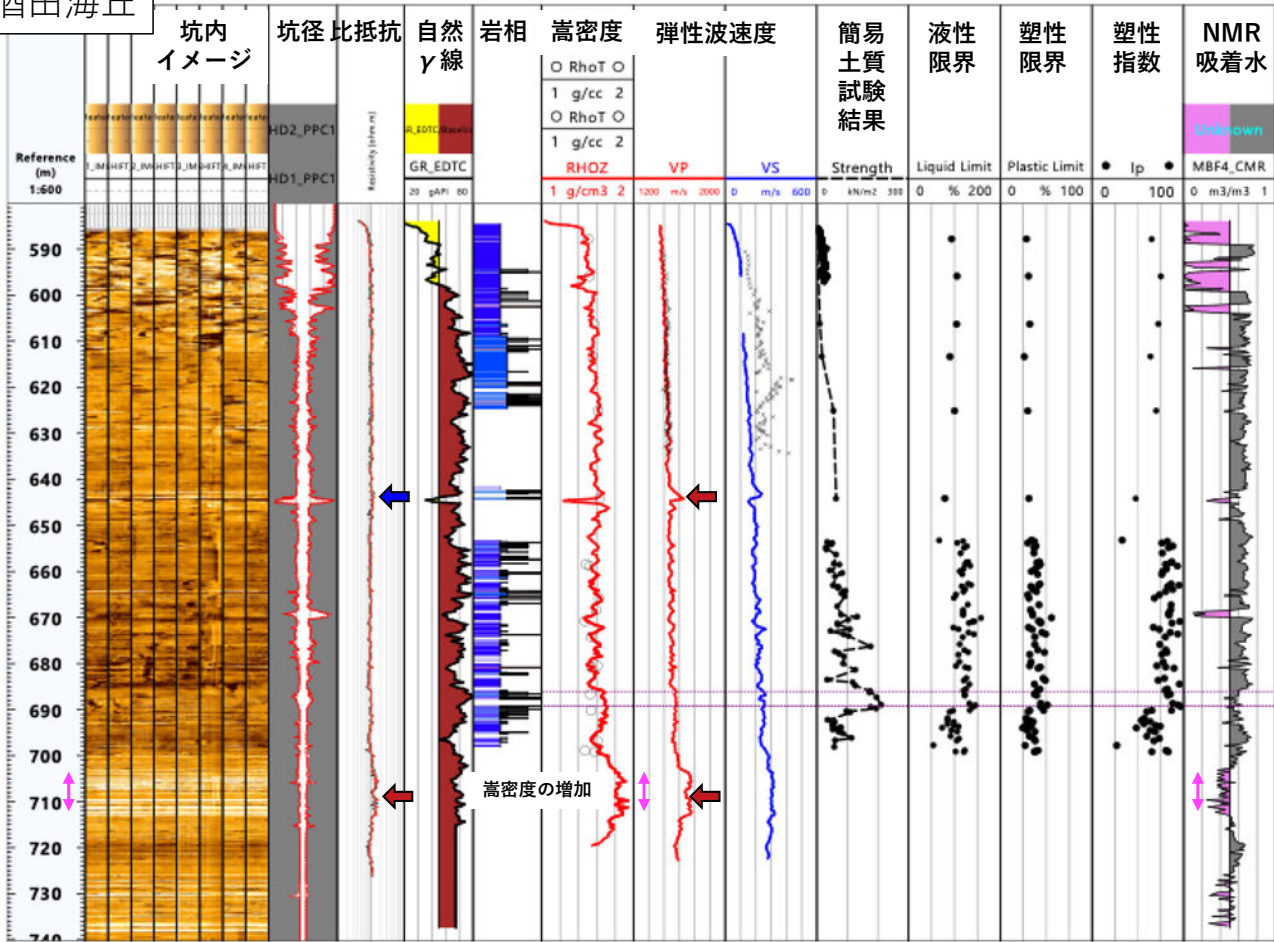 酒田海丘
坑内
イメージ
坑径
比抵抗
自然
γ線
岩相
嵩密度
弾性波速度
簡易
土質
試験
結果
液性
限界
塑性
限界
塑性
指数
NMR
吸着水
RhoT
1 g/cc 2
RhoT
1 g/cc 2
Reference
(m)
1:600
HD2_PPC1
HD1_PPC1
Resistivity [ohm.m]
GR_EDTC
20 gAPI 80
RHOZ
1 g/cm3 2
VP
1200 m/s 2000
VS
0 m/s 600
Strength
0 kN/m2 300
Liquid Limit
0 % 200
Plastic Limit
0 % 100
Ip
0 100
Unknown
MBF4_CMR
0 m3/m3 1
590
600
610
620
630
640
650
660
670
680
690
700
710
720
730
740
嵩密度の増加